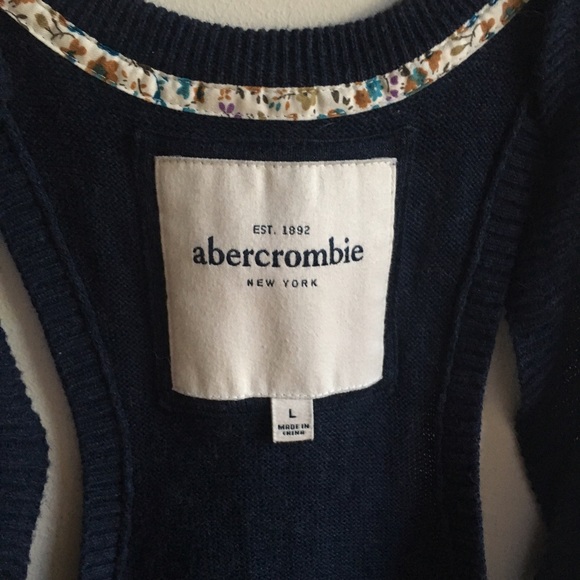 EST. 1892
abercrombie
NEW YORK
L
MADE IN
CHINA